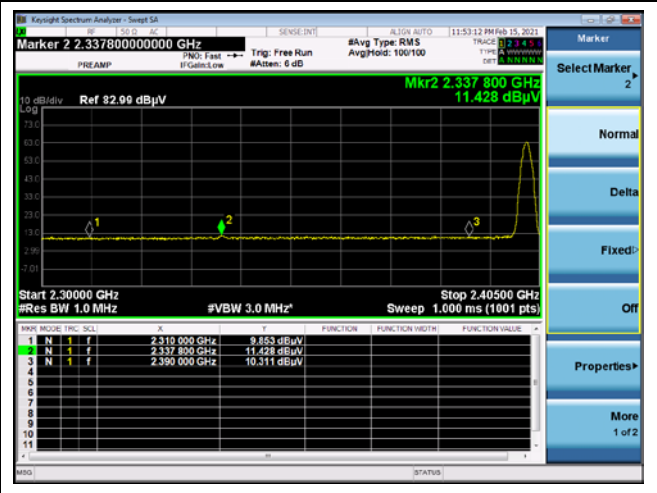 Keysight Spectrum Analyzer - Swept SA
RF 50 Ω AC SENSE:INT ALIGN AUTO 11:53:12 PM Feb 15, 2021
Marker 2 2.337800000000 GHz #Avg Type: RMS TRACE 1 2 3 4 5
PNO: Fast Trig: Free Run Avg|Hold: 100/100 TYPE
PREAMP IFGain:Low #Atten: 6 dB DET A N N N N N
Marker
Select Marker
2
Normal
Delta
Fixed
Off
Properties
More
1 of 2
Mkr2 2.337 800 GHz
10 dB/div Ref 82.99 dBµV 11.428 dBµV
Log
73.0
63.0
53.0
43.0
33.0
23.0
13.0
2.99
-7.01
1
2
3
Start 2.30000 GHz Stop 2.40500 GHz
#Res BW 1.0 MHz #VBW 3.0 MHz* Sweep 1.000 ms (1001 pts)
MKR MODE TRC SCL X Y FUNCTION FUNCTION WIDTH FUNCTION VALUE
1 N 1 f 2.310 000 GHz 9.853 dBµV
2 N 1 f 2.337 800 GHz 11.428 dBµV
3 N 1 f 2.390 000 GHz 10.311 dBµV
4
5
6
7
8
9
10
11
MSG STATUS